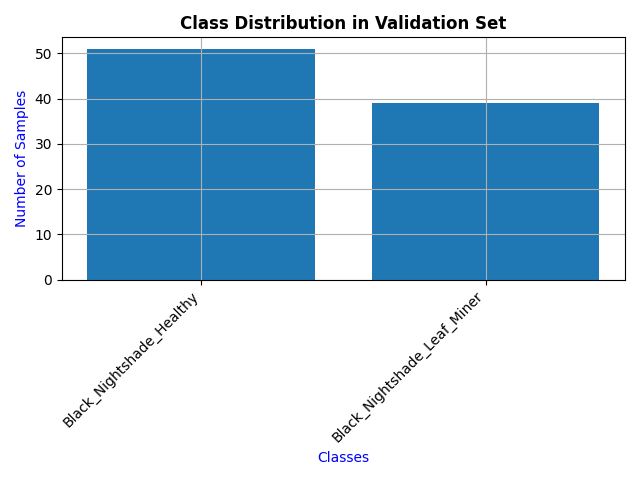 Class Distribution in Validation Set
Number of Samples
50
40
30
20
10
0
Black_Nightshade_Healthy
Black_Nightshade_Leaf_Miner
Classes